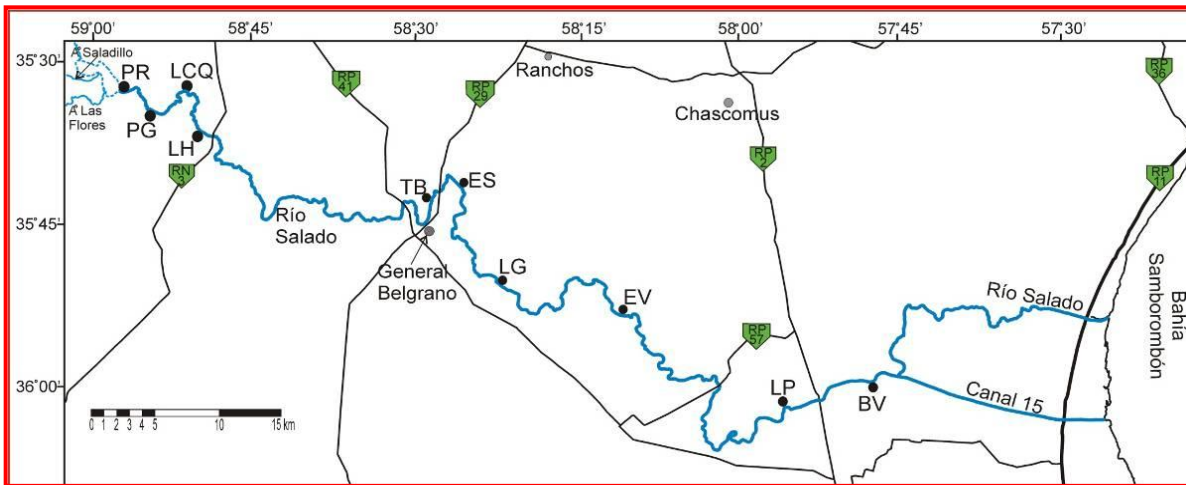 59°00'
58°45'
58°30'
58°15'
58°00'
57°45'
57°30'
35°30'
35°45'
36°00'
A Saladillo
A Las
Flores
PR
LCQ
PG
LH
RN
3
RP
41
RP
29
Ranchos
Chascomus
RP
2
RP
36
RP
11
TB
ES
Río
Salado
General
Belgrano
LG
EV
RP
57
LP
BV
Río Salado
Canal 15
Bahía
Samborombón
0 1 2 3 4 5 10 15 km